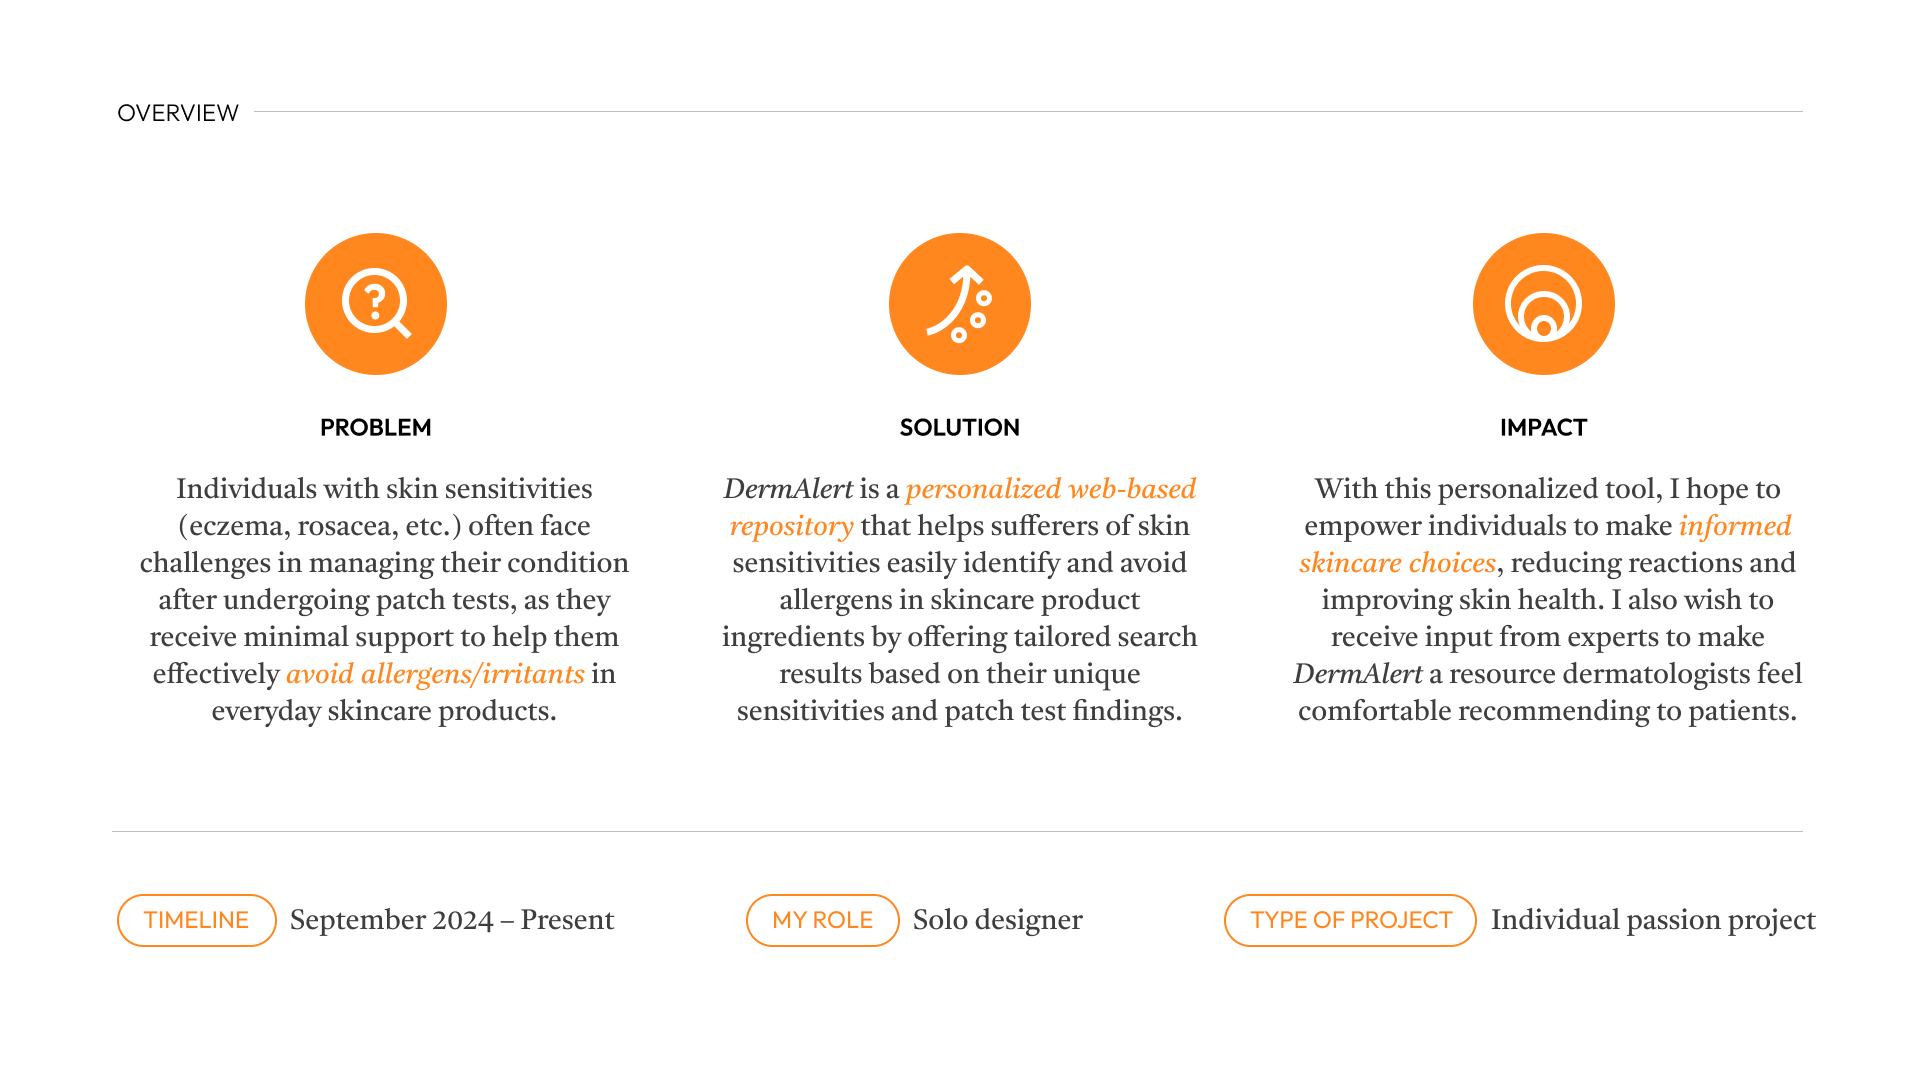 OVERVIEW
PROBLEM
Individuals with skin sensitivities
(eczema, rosacea, etc.) often face
challenges in managing their condition
after undergoing patch tests, as they
receive minimal support to help them
effectively avoid allergens/irritants in
everyday skincare products.
SOLUTION
DermAlert is a personalized web-based
repository that helps sufferers of skin
sensitivities easily identify and avoid
allergens in skincare product
ingredients by offering tailored search
results based on their unique
sensitivities and patch test findings.
IMPACT
With this personalized tool, I hope to
empower individuals to make informed
skincare choices, reducing reactions and
improving skin health. I also wish to
receive input from experts to make
DermAlert a resource dermatologists feel
comfortable recommending to patients.
TIMELINE September 2024 – Present
MY ROLE Solo designer
TYPE OF PROJECT Individual passion project